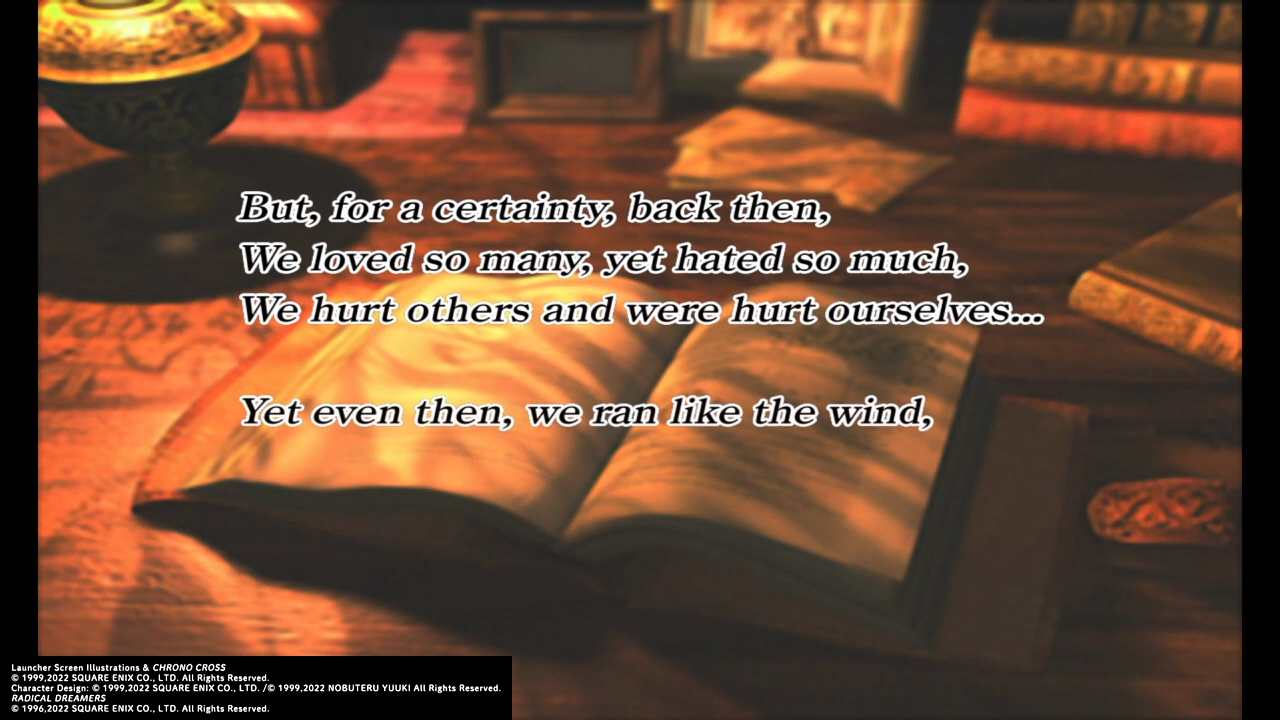 But, for a certainty, back then,
We loved so many, yet hated so much,
We hurt others and were hurt ourselves...
Yet even then, we ran like the wind,
Launcher Screen Illustrations & CHRONO CROSS
© 1999,2022 SQUARE ENIX CO., LTD. All Rights Reserved.
Character Design: © 1999,2022 SQUARE ENIX CO., LTD. /© 1999,2022 NOBUTERU YUUKI All Rights Reserved.
RADICAL DREAMERS
© 1996,2022 SQUARE ENIX CO., LTD. All Rights Reserved.